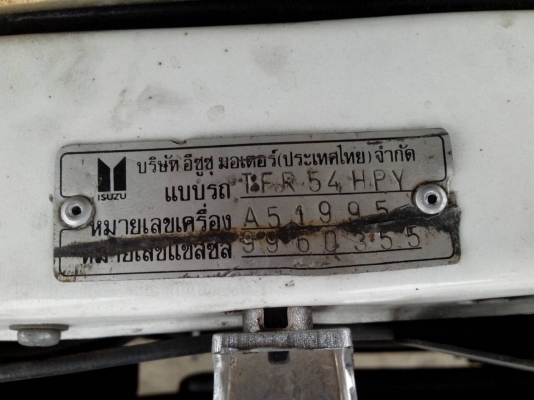 บริษัท อีซูซุ มอเตอร์(ประเทศไทย)จำกัด
ISUZU
แบบรถ TFR54HPY
หมายเลขเครื่อง A51995
หมายเลขแชสซีส์ 9960355